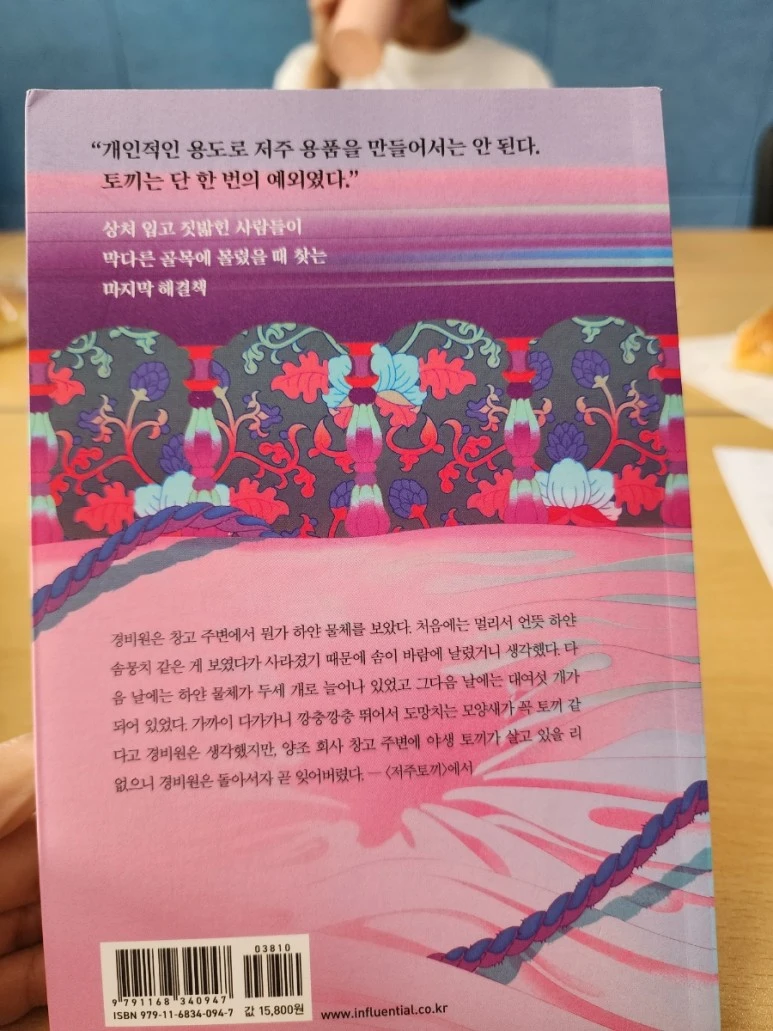 “개인적인 용도로 저주 용품을 만들어서는 안 된다.
토끼는 단 한 번의 예외였다.”
상처 입고 짓밟힌 사람들이
막다른 골목에 몰렸을 때 찾는
마지막 해결책
경비원은 창고 주변에서 뭔가 하얀 물체를 보았다. 처음에는 멀리서 언뜻 하얀
솜뭉치 같은 게 보였다가 사라졌기 때문에 솜이 바람에 날렸거니 생각했다. 다
음 날에는 하얀 물체가 두세 개로 늘어나 있었고 그다음 날에는 대여섯 개가
되어 있었다. 가까이 다가가니 깡충깡충 뛰어서 도망치는 모양새가 꼭 토끼 같
다고 경비원은 생각했지만, 양조 회사 창고 주변에 야생 토끼가 살고 있을 리
없으니 경비원은 돌아서자 곧 잊어버렸다. ― 〈저주토끼〉에서
03810
9 791168 340947
ISBN 979-11-6834-094-7 값 15,800원
www.influential.co.kr